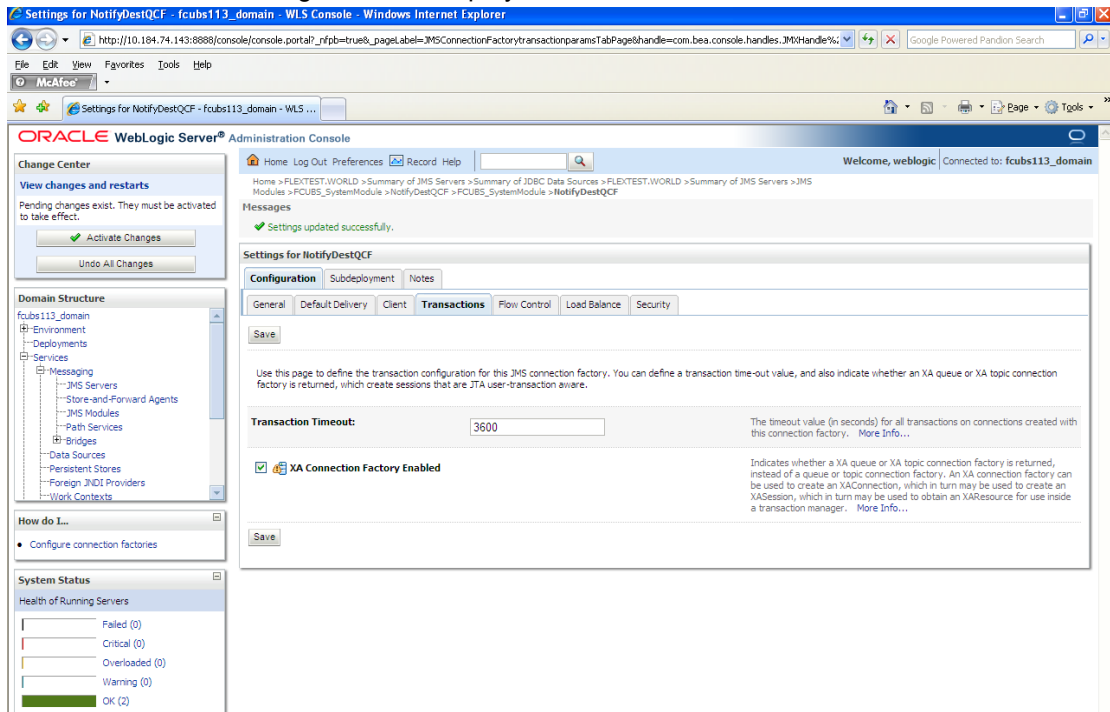 Settings for NotifyDestQCF - fcubs113_domain - WLS Console - Windows Internet Explorer
http://10.184.74.143:8888/console/console.portal?_nfpb=true&_pageLabel=JMSConnectionFactorytransactionparamsTabPage&handle=com.bea.console.handles.JMXHandle%
Google Powered Pandion Search
File Edit View Favorites Tools Help
McAfee
Settings for NotifyDestQCF - fcubs113_domain - WLS ...
Page Tools
ORACLE WebLogic Server® Administration Console
Change Center
View changes and restarts
Pending changes exist. They must be activated
to take effect.
Activate Changes
Undo All Changes
Domain Structure
fcubs113_domain
Environment
Deployments
Services
Messaging
JMS Servers
Store-and-Forward Agents
JMS Modules
Path Services
Bridges
Data Sources
Persistent Stores
Foreign JNDI Providers
Work Contexts
How do I...
Configure connection factories
System Status
Health of Running Servers
Failed (0)
Critical (0)
Overloaded (0)
Warning (0)
OK (2)
Home Log Out Preferences Record Help
Welcome, weblogic Connected to: fcubs113_domain
Home >FLEXTEST.WORLD >Summary of JMS Servers >Summary of JDBC Data Sources >FLEXTEST.WORLD >Summary of JMS Servers >JMS
Modules >FCUBS_SystemModule >NotifyDestQCF >FCUBS_SystemModule >NotifyDestQCF
Messages
Settings updated successfully.
Settings for NotifyDestQCF
Configuration Subdeployment Notes
General Default Delivery Client Transactions Flow Control Load Balance Security
Save
Use this page to define the transaction configuration for this JMS connection factory. You can define a transaction time-out value, and also indicate whether an XA queue or XA topic connection
factory is returned, which create sessions that are JTA user-transaction aware.
Transaction Timeout:
3600
The timeout value (in seconds) for all transactions on connections created with
this connection factory. More Info...
XA Connection Factory Enabled
Indicates whether a XA queue or XA topic connection factory is returned,
instead of a queue or topic connection factory. An XA connection factory can
be used to create an XAConnection, which in turn may be used to create an
XASession, which in turn may be used to obtain an XAResource for use inside
a transaction manager. More Info...
Save